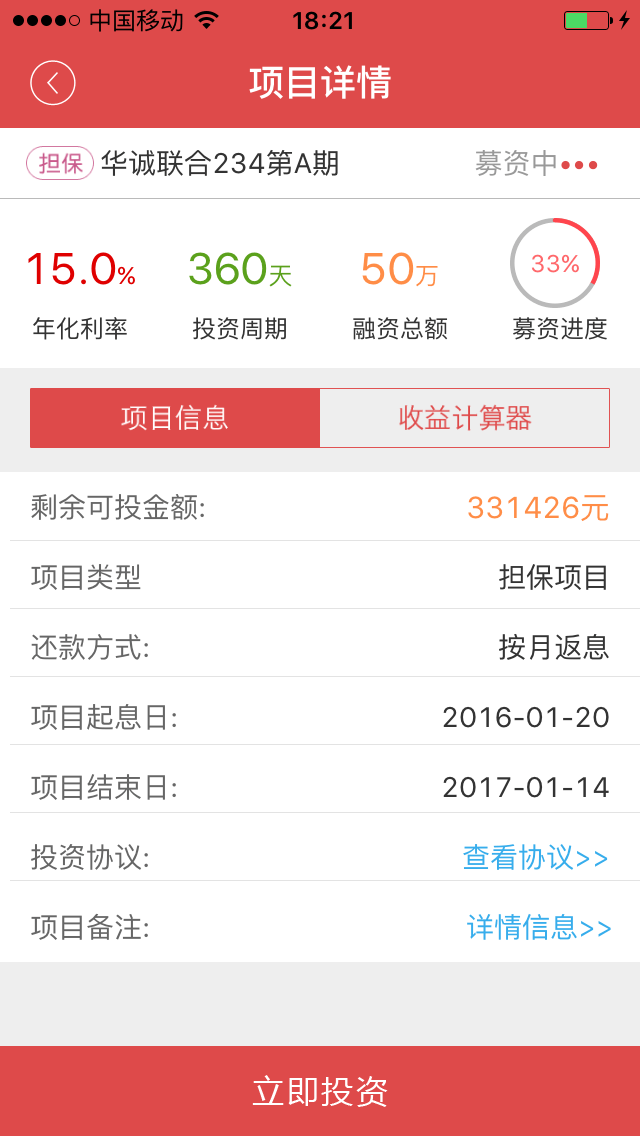 中国移动 18:21
项目详情
担保 华诚联合234第A期 募资中
15.0% 360天 50万 33%
年化利率 投资周期 融资总额 募资进度
项目信息 收益计算器
剩余可投金额: 331426元
项目类型 担保项目
还款方式: 按月返息
项目起息日: 2016-01-20
项目结束日: 2017-01-14
投资协议: 查看协议>>
项目备注: 详情信息>>
立即投资